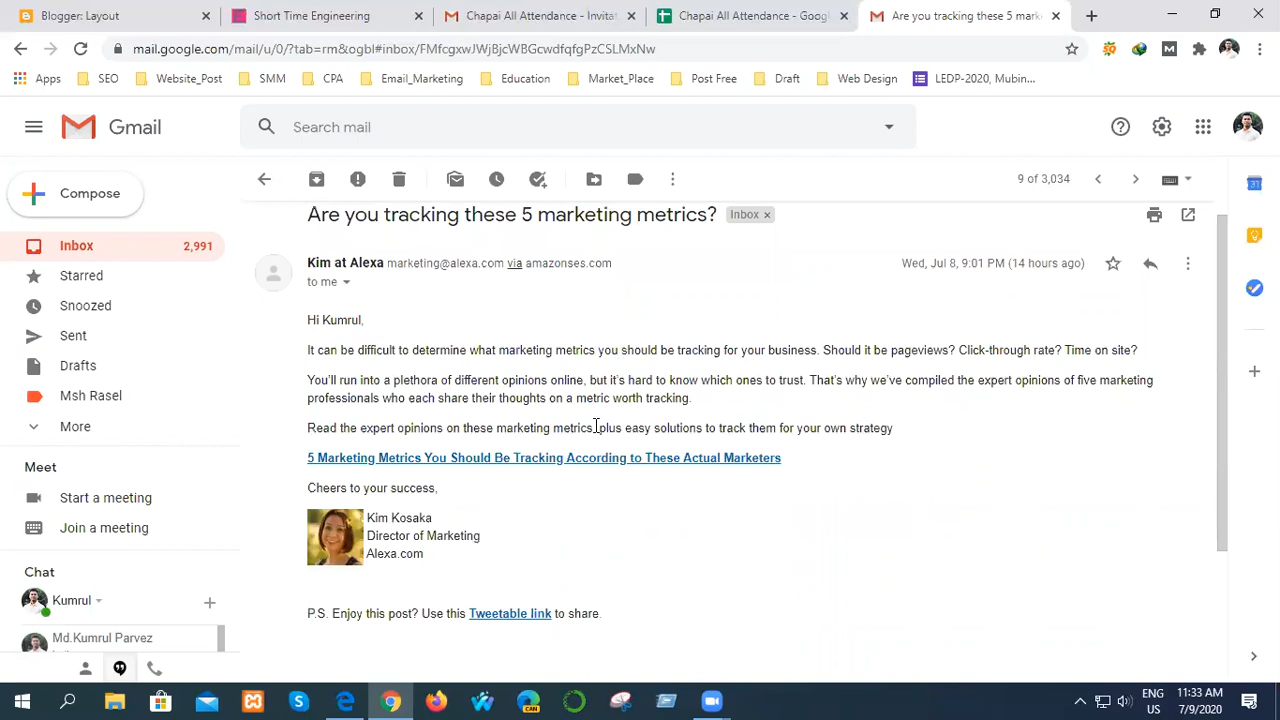 Blogger: Layout
Short Time Engineering
Chapai All Attendance - Invitat
Chapai All Attendance - Google
Are you tracking these 5 mark
mail.google.com/mail/u/0/?tab=rm&ogbl#inbox/FMfcgxwJWjBjcWBGcwdfqfgPzCSLMxNw
Apps SEO Website_Post SMM CPA Email_Marketing Education Market_Place Post Tree Draft Web Design LEDP-2020, Mubin...
Gmail
Search mail
Compose
9 of 3,034
Inbox 2,991
Starred
Snoozed
Sent
Drafts
Msh Rasel
More
Meet
Start a meeting
Join a meeting
Chat
Kumrul
Md.Kumrul Parvez
Are you tracking these 5 marketing metrics? Inbox ×
Kim at Alexa marketing@alexa.com via amazonses.com
Wed, Jul 8, 9:01 PM (14 hours ago)
to me
Hi Kumrul,
It can be difficult to determine what marketing metrics you should be tracking for your business. Should it be pageviews? Click-through rate? Time on site?
You'll run into a plethora of different opinions online, but it's hard to know which ones to trust. That's why we've compiled the expert opinions of five marketing
professionals who each share their thoughts on a metric worth tracking.
Read the expert opinions on these marketing metrics, plus easy solutions to track them for your own strategy
5 Marketing Metrics You Should Be Tracking According to These Actual Marketers
Cheers to your success,
Kim Kosaka
Director of Marketing
Alexa.com
P.S. Enjoy this post? Use this Tweetable link to share.
31
ENG
US
11:33 AM
7/9/2020